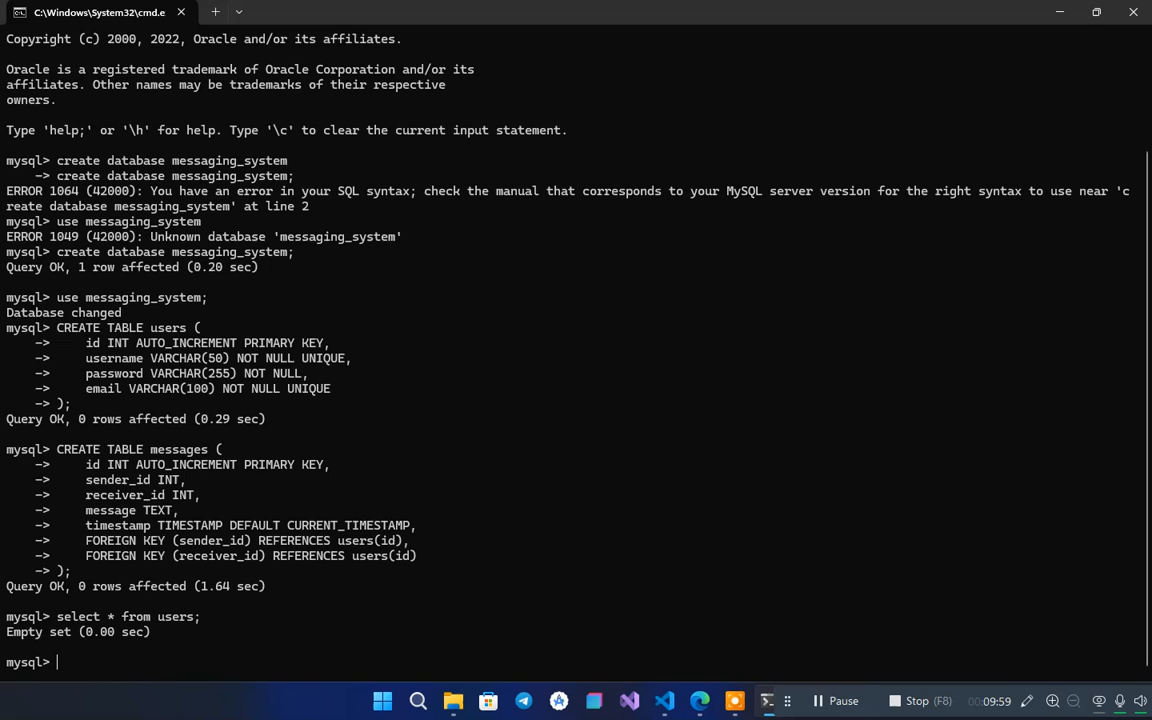 C:\Windows\System32\cmd.e
Copyright (c) 2000, 2022, Oracle and/or its affiliates.
Oracle is a registered trademark of Oracle Corporation and/or its
affiliates. Other names may be trademarks of their respective
owners.
Type 'help;' or '\h' for help. Type '\c' to clear the current input statement.
mysql> create database messaging_system
    -> create database messaging_system;
ERROR 1064 (42000): You have an error in your SQL syntax; check the manual that corresponds to your MySQL server version for the right syntax to use near 'c
reate database messaging_system' at line 2
mysql> use messaging_system
ERROR 1049 (42000): Unknown database 'messaging_system'
mysql> create database messaging_system;
Query OK, 1 row affected (0.20 sec)
mysql> use messaging_system;
Database changed
mysql> CREATE TABLE users (
    ->     id INT AUTO_INCREMENT PRIMARY KEY,
    ->     username VARCHAR(50) NOT NULL UNIQUE,
    ->     password VARCHAR(255) NOT NULL,
    ->     email VARCHAR(100) NOT NULL UNIQUE
    -> );
Query OK, 0 rows affected (0.29 sec)
mysql> CREATE TABLE messages (
    ->     id INT AUTO_INCREMENT PRIMARY KEY,
    ->     sender_id INT,
    ->     receiver_id INT,
    ->     message TEXT,
    ->     timestamp TIMESTAMP DEFAULT CURRENT_TIMESTAMP,
    ->     FOREIGN KEY (sender_id) REFERENCES users(id),
    ->     FOREIGN KEY (receiver_id) REFERENCES users(id)
    -> );
Query OK, 0 rows affected (1.64 sec)
mysql> select * from users;
Empty set (0.00 sec)
mysql>
Pause Stop (F8) 00:09:59